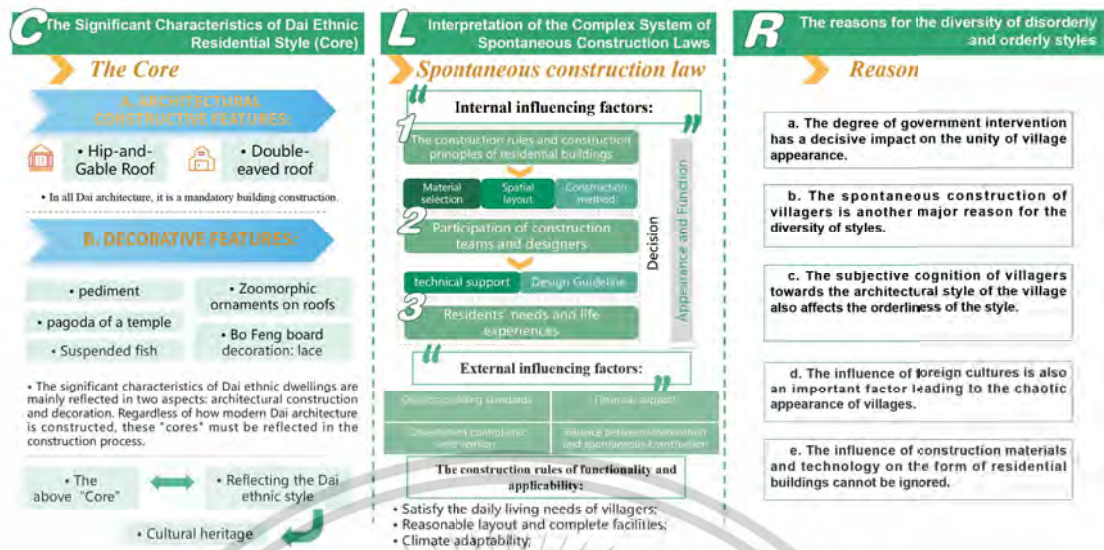 C The Significant Characteristics of Dai Ethnic
Residential Style (Core)
The Core
A. ARCHITECTURAL
CONSTRUCTIVE FEATURES:
• Hip-and-
Gable Roof
• Double-
eaved roof
• In all Dai architecture, it is a mandatory building construction.
B. DECORATIVE FEATURES:
• pediment
• pagoda of a temple
• Suspended fish
• Zoomorphic
ornaments on roofs
• Bo Feng board
decoration: lace
• The significant characteristics of Dai ethnic dwellings are
mainly reflected in two aspects: architectural construction
and decoration. Regardless of how modern Dai architecture
is constructed, these "cores" must be reflected in the
construction process.
• The
above "Core"
• Reflecting the Dai
ethnic style
• Cultural heritage
L Interpretation of the Complex System of
Spontaneous Construction Laws
Spontaneous construction law
Internal influencing factors:
1
The construction rules and construction
principles of residential buildings
Material
selection
Spatial
layout
Construction
method
2
Participation of construction
teams and designers
technical support
Design Guideline
3
Residents' needs and life
experiences
Decision
Appearance and Function
External influencing factors:
building standards
Financial support
Government control and
intervention
Balance between intervention
and spontaneous construction
The construction rules of functionality and
applicability:
• Satisfy the daily living needs of villagers;
• Reasonable layout and complete facilities;
• Climate adaptability;
R The reasons for the diversity of disorderly
and orderly styles
Reason
a. The degree of government intervention
has a decisive impact on the unity of village
appearance.
b. The spontaneous construction of
villagers is another major reason for the
diversity of styles.
c. The subjective cognition of villagers
towards the architectural style of the village
also affects the orderliness of the style.
d. The influence of foreign cultures is also
an important factor leading to the chaotic
appearance of villages.
e. The influence of construction materials
and technology on the form of residential
buildings cannot be ignored.